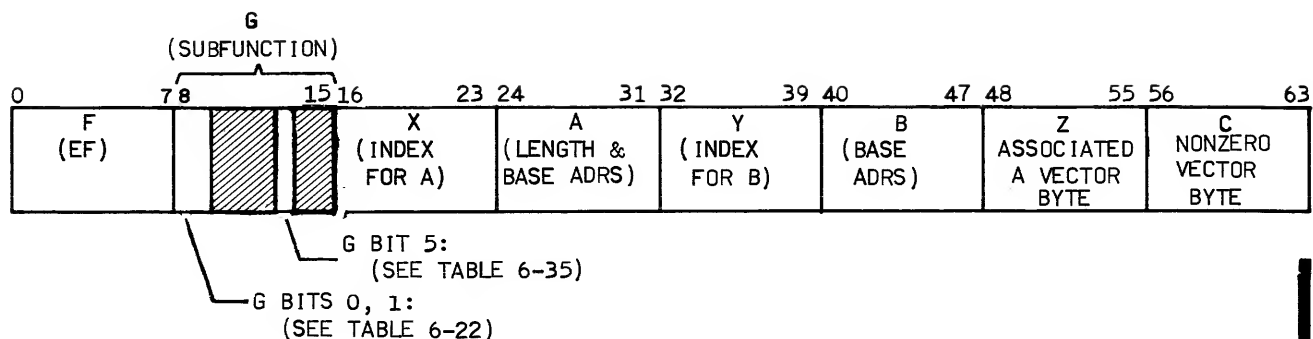 G
(SUBFUNCTION)
0 7 8 15 16 23 24 31 32 39 40 47 48 55 56 63
F
(EF)
X
(INDEX
FOR A)
A
(LENGTH &
BASE ADRS)
Y
(INDEX
FOR B)
B
(BASE
ADRS)
Z
ASSOCIATED
A VECTOR
BYTE
C
NONZERO
VECTOR
BYTE
G BIT 5:
(SEE TABLE 6-35)
G BITS 0, 1:
(SEE TABLE 6-22)